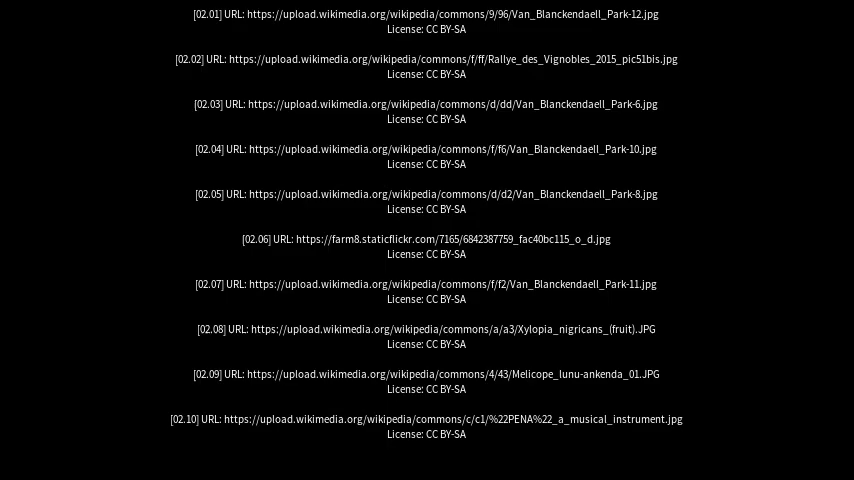 [02.01] URL: https://upload.wikimedia.org/wikipedia/commons/9/96/Van_Blanckendaell_Park-12.jpg
License: CC BY-SA
[02.02] URL: https://upload.wikimedia.org/wikipedia/commons/f/ff/Rallye_des_Vignobles_2015_pic51bis.jpg
License: CC BY-SA
[02.03] URL: https://upload.wikimedia.org/wikipedia/commons/d/dd/Van_Blanckendaell_Park-6.jpg
License: CC BY-SA
[02.04] URL: https://upload.wikimedia.org/wikipedia/commons/f/f6/Van_Blanckendaell_Park-10.jpg
License: CC BY-SA
[02.05] URL: https://upload.wikimedia.org/wikipedia/commons/d/d2/Van_Blanckendaell_Park-8.jpg
License: CC BY-SA
[02.06] URL: https://farm8.staticflickr.com/7165/6842387759_fac40bc115_o_d.jpg
License: CC BY-SA
[02.07] URL: https://upload.wikimedia.org/wikipedia/commons/f/f2/Van_Blanckendaell_Park-11.jpg
License: CC BY-SA
[02.08] URL: https://upload.wikimedia.org/wikipedia/commons/a/a3/Xylopia_nigricans_(fruit).JPG
License: CC BY-SA
[02.09] URL: https://upload.wikimedia.org/wikipedia/commons/4/43/Melicope_lunu-ankenda_01.JPG
License: CC BY-SA
[02.10] URL: https://upload.wikimedia.org/wikipedia/commons/c/c1/%22PENA%22_a_musical_instrument.jpg
License: CC BY-SA